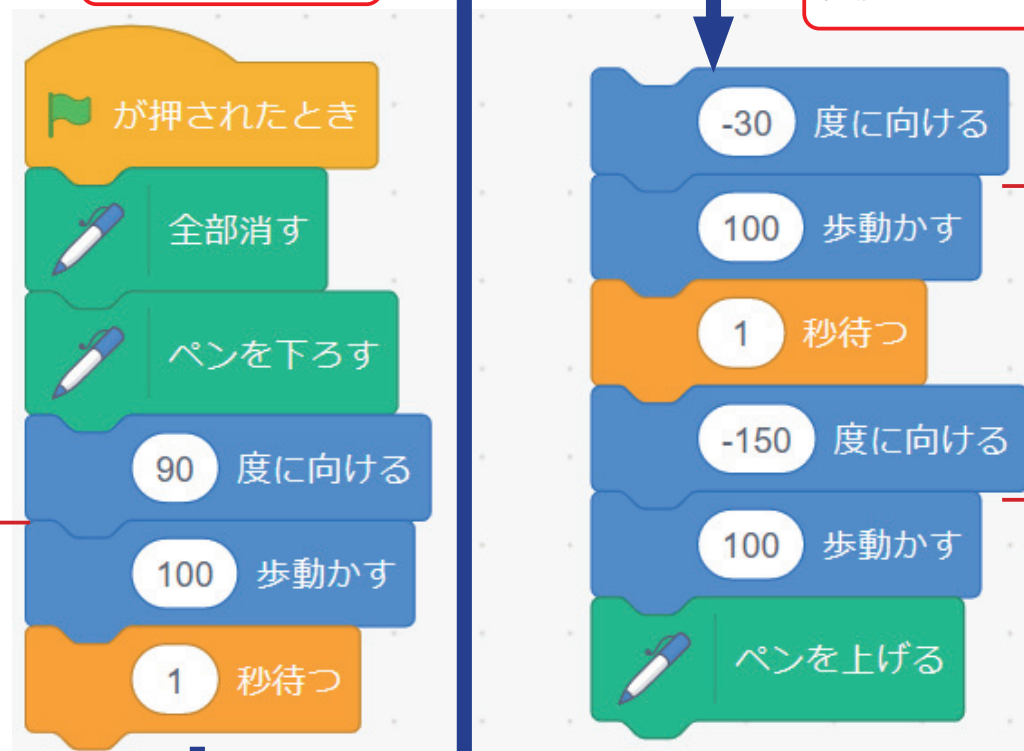 が押されたとき
全部消す
ペンを下ろす
90 度に向ける
100 歩動かす
1 秒待つ
-30 度に向ける
100 歩動かす
1 秒待つ
-150 度に向ける
100 歩動かす
ペンを上げる